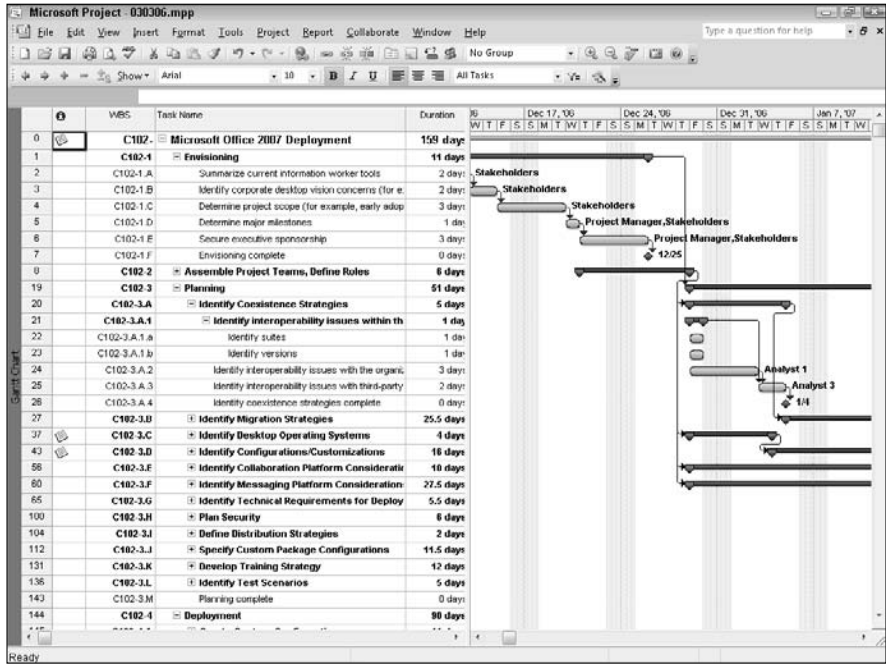 Microsoft Project - 030306.mpp
File Edit View Insert Format Tools Project Report Collaborate Window Help
Type a question for help
No Group
Show Arial 10 B I U All Tasks
WBS Task Name Duration
Dec 17, '06 Dec 24, '06 Dec 31, '06 Jan 7, '07
W T F S S M T W T F S S M T W T F S S M T W T F S S M T W
0 C102- Microsoft Office 2007 Deployment 159 days
1 C102-1 Envisioning 11 days
2 C102-1.A Summarize current information worker tools 2 days Stakeholders
3 C102-1.B Identify corporate desktop vision concerns (for e. 2 days Stakeholders
4 C102-1.C Determine project scope (for example, early adop 3 days Stakeholders
5 C102-1.D Determine major milestones 1 day Project Manager,Stakeholders
6 C102-1.E Secure executive sponsorship 3 days Project Manager,Stakeholders
7 C102-1.F Envisioning complete 0 days 12/25
8 C102-2 Assemble Project Teams, Define Roles 6 days
19 C102-3 Planning 51 days
20 C102-3.A Identify Coexistence Strategies 5 days
21 C102-3.A.1 Identify interoperability issues within th 1 day
22 C102-3.A.1.a Identify suites 1 day
23 C102-3.A.1.b Identify versions 1 day
24 C102-3.A.2 Identify interoperability issues with the organic 3 days Analyst 1
25 C102-3.A.3 Identify interoperability issues with third-party 2 days Analyst 3
26 C102-3.A.4 Identify coexistence strategies complete 0 days 1/4
27 C102-3.B Identify Migration Strategies 25.5 days
37 C102-3.C Identify Desktop Operating Systems 4 days
43 C102-3.D Identify Configurations/Customizations 16 days
56 C102-3.E Identify Collaboration Platform Consideratic 10 days
60 C102-3.F Identify Messaging Platform Consideration 27.5 days
65 C102-3.G Identify Technical Requirements for Deploy 5.5 days
100 C102-3.H Plan Security 6 days
104 C102-3.I Define Distribution Strategies 2 days
112 C102-3.J Specify Custom Package Configurations 11.5 days
131 C102-3.K Develop Training Strategy 12 days
136 C102-3.L Identify Test Scenarios 5 days
143 C102-3.M Planning complete 0 days
144 C102-4 Deployment 90 days
Gantt Chart
Ready